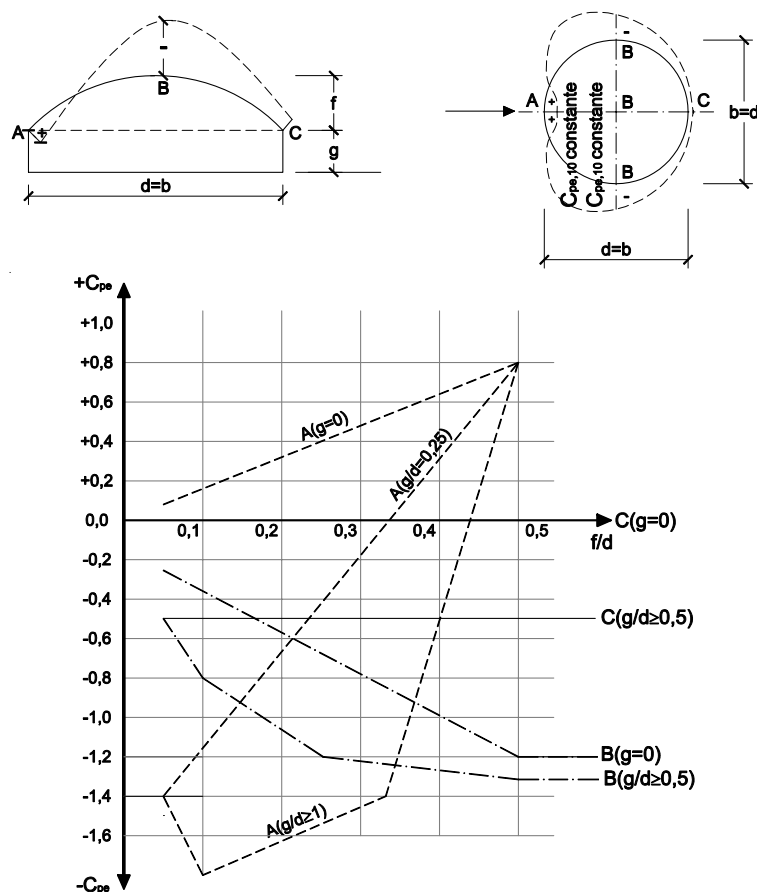 -
B
A
+
C
f
g
d=b
-
B
A
+
+
B
C
B
-
Cpe,10 constante
Cpe,10 constante
b=d
d=b
+Cpe
+1,0
+0,8
+0,6
+0,4
+0,2
0,0
-0,2
-0,4
-0,6
-0,8
-1,0
-1,2
-1,4
-1,6
-Cpe
0,1
0,2
0,3
0,4
0,5
f/d
A(g=0)
A(g/d=0,25)
A(g/d≥1)
C(g=0)
C(g/d≥0,5)
B(g=0)
B(g/d≥0,5)